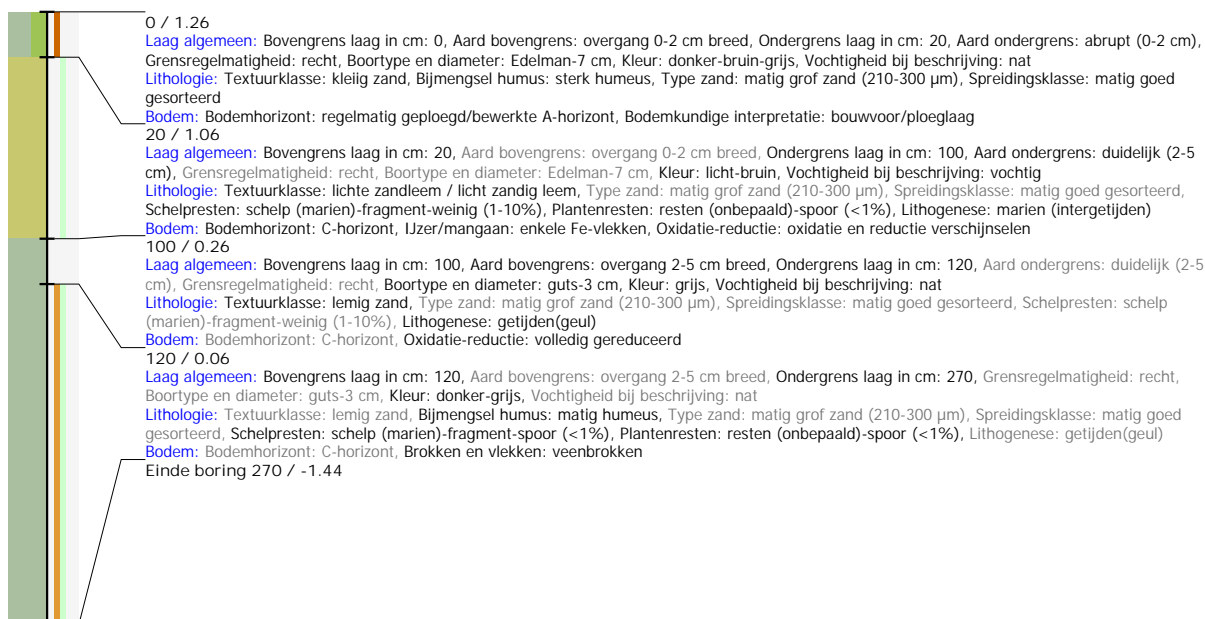 0 / 1.26
Laag algemeen: Bovengrens laag in cm: 0, Aard bovengrens: overgang 0-2 cm breed, Ondergrens laag in cm: 20, Aard ondergrens: abrupt (0-2 cm),
Grensregelmatigheid: recht, Boortype en diameter: Edelman-7 cm, Kleur: donker-bruin-grijs, Vochtigheid bij beschrijving: nat
Lithologie: Textuurklasse: kleiig zand, Bijmengsel humus: sterk humeus, Type zand: matig grof zand (210-300 µm), Spreidingsklasse: matig goed
gesorteerd
Bodem: Bodemhorizont: regelmatig geploegd/bewerkte A-horizont, Bodemkundige interpretatie: bouwvoor/ploeglaag
20 / 1.06
Laag algemeen: Bovengrens laag in cm: 20, Aard bovengrens: overgang 0-2 cm breed, Ondergrens laag in cm: 100, Aard ondergrens: duidelijk (2-5
cm), Grensregelmatigheid: recht, Boortype en diameter: Edelman-7 cm, Kleur: licht-bruin, Vochtigheid bij beschrijving: vochtig
Lithologie: Textuurklasse: lichte zandleem / licht zandig leem, Type zand: matig grof zand (210-300 µm), Spreidingsklasse: matig goed gesorteerd,
Schelpresten: schelp (marien)-fragment-weinig (1-10%), Plantenresten: resten (onbepaald)-spoor (<1%), Lithogenese: marien (intergetijden)
Bodem: Bodemhorizont: C-horizont, IJzer/mangaan: enkele Fe-vlekken, Oxidatie-reductie: oxidatie en reductie verschijnselen
100 / 0.26
Laag algemeen: Bovengrens laag in cm: 100, Aard bovengrens: overgang 2-5 cm breed, Ondergrens laag in cm: 120, Aard ondergrens: duidelijk (2-5
cm), Grensregelmatigheid: recht, Boortype en diameter: guts-3 cm, Kleur: grijs, Vochtigheid bij beschrijving: nat
Lithologie: Textuurklasse: lemig zand, Type zand: matig grof zand (210-300 µm), Spreidingsklasse: matig goed gesorteerd, Schelpresten: schelp
(marien)-fragment-weinig (1-10%), Lithogenese: getijden(geul)
Bodem: Bodemhorizont: C-horizont, Oxidatie-reductie: volledig gereduceerd
120 / 0.06
Laag algemeen: Bovengrens laag in cm: 120, Aard bovengrens: overgang 2-5 cm breed, Ondergrens laag in cm: 270, Grensregelmatigheid: recht,
Boortype en diameter: guts-3 cm, Kleur: donker-grijs, Vochtigheid bij beschrijving: nat
Lithologie: Textuurklasse: lemig zand, Bijmengsel humus: matig humeus, Type zand: matig grof zand (210-300 µm), Spreidingsklasse: matig goed
gesorteerd, Schelpresten: schelp (marien)-fragment-spoor (<1%), Plantenresten: resten (onbepaald)-spoor (<1%), Lithogenese: getijden(geul)
Bodem: Bodemhorizont: C-horizont, Brokken en vlekken: veenbrokken
Einde boring 270 / -1.44